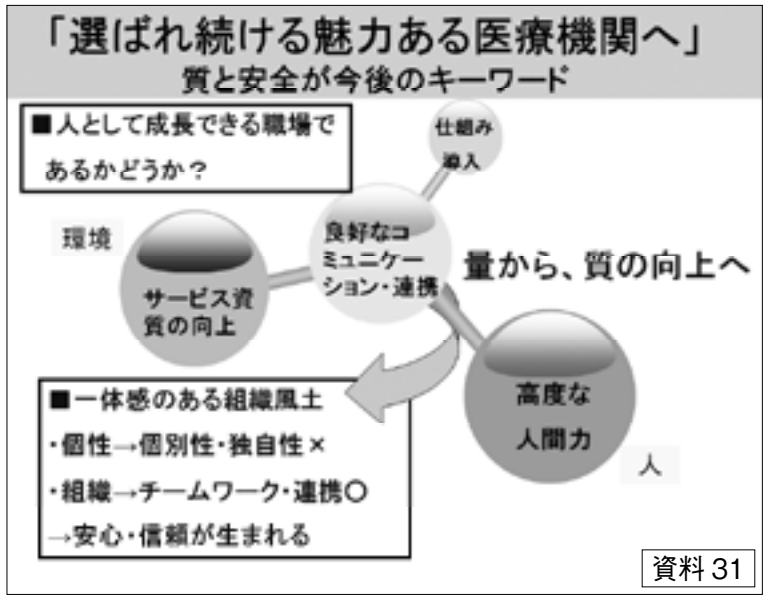 「選ばれ続ける魅力ある医療機関へ」
質と安全が今後のキーワード
■人として成長できる職場で
あるかどうか？
仕組み
導入
環境
良好なコ
ミュニケー
ション・連携
量から、質の向上へ
サービス資
質の向上
■一体感のある組織風土
・個性→個別性・独自性×
・組織→チームワーク・連携○
→安心・信頼が生まれる
高度な
人間力
人
資料 31